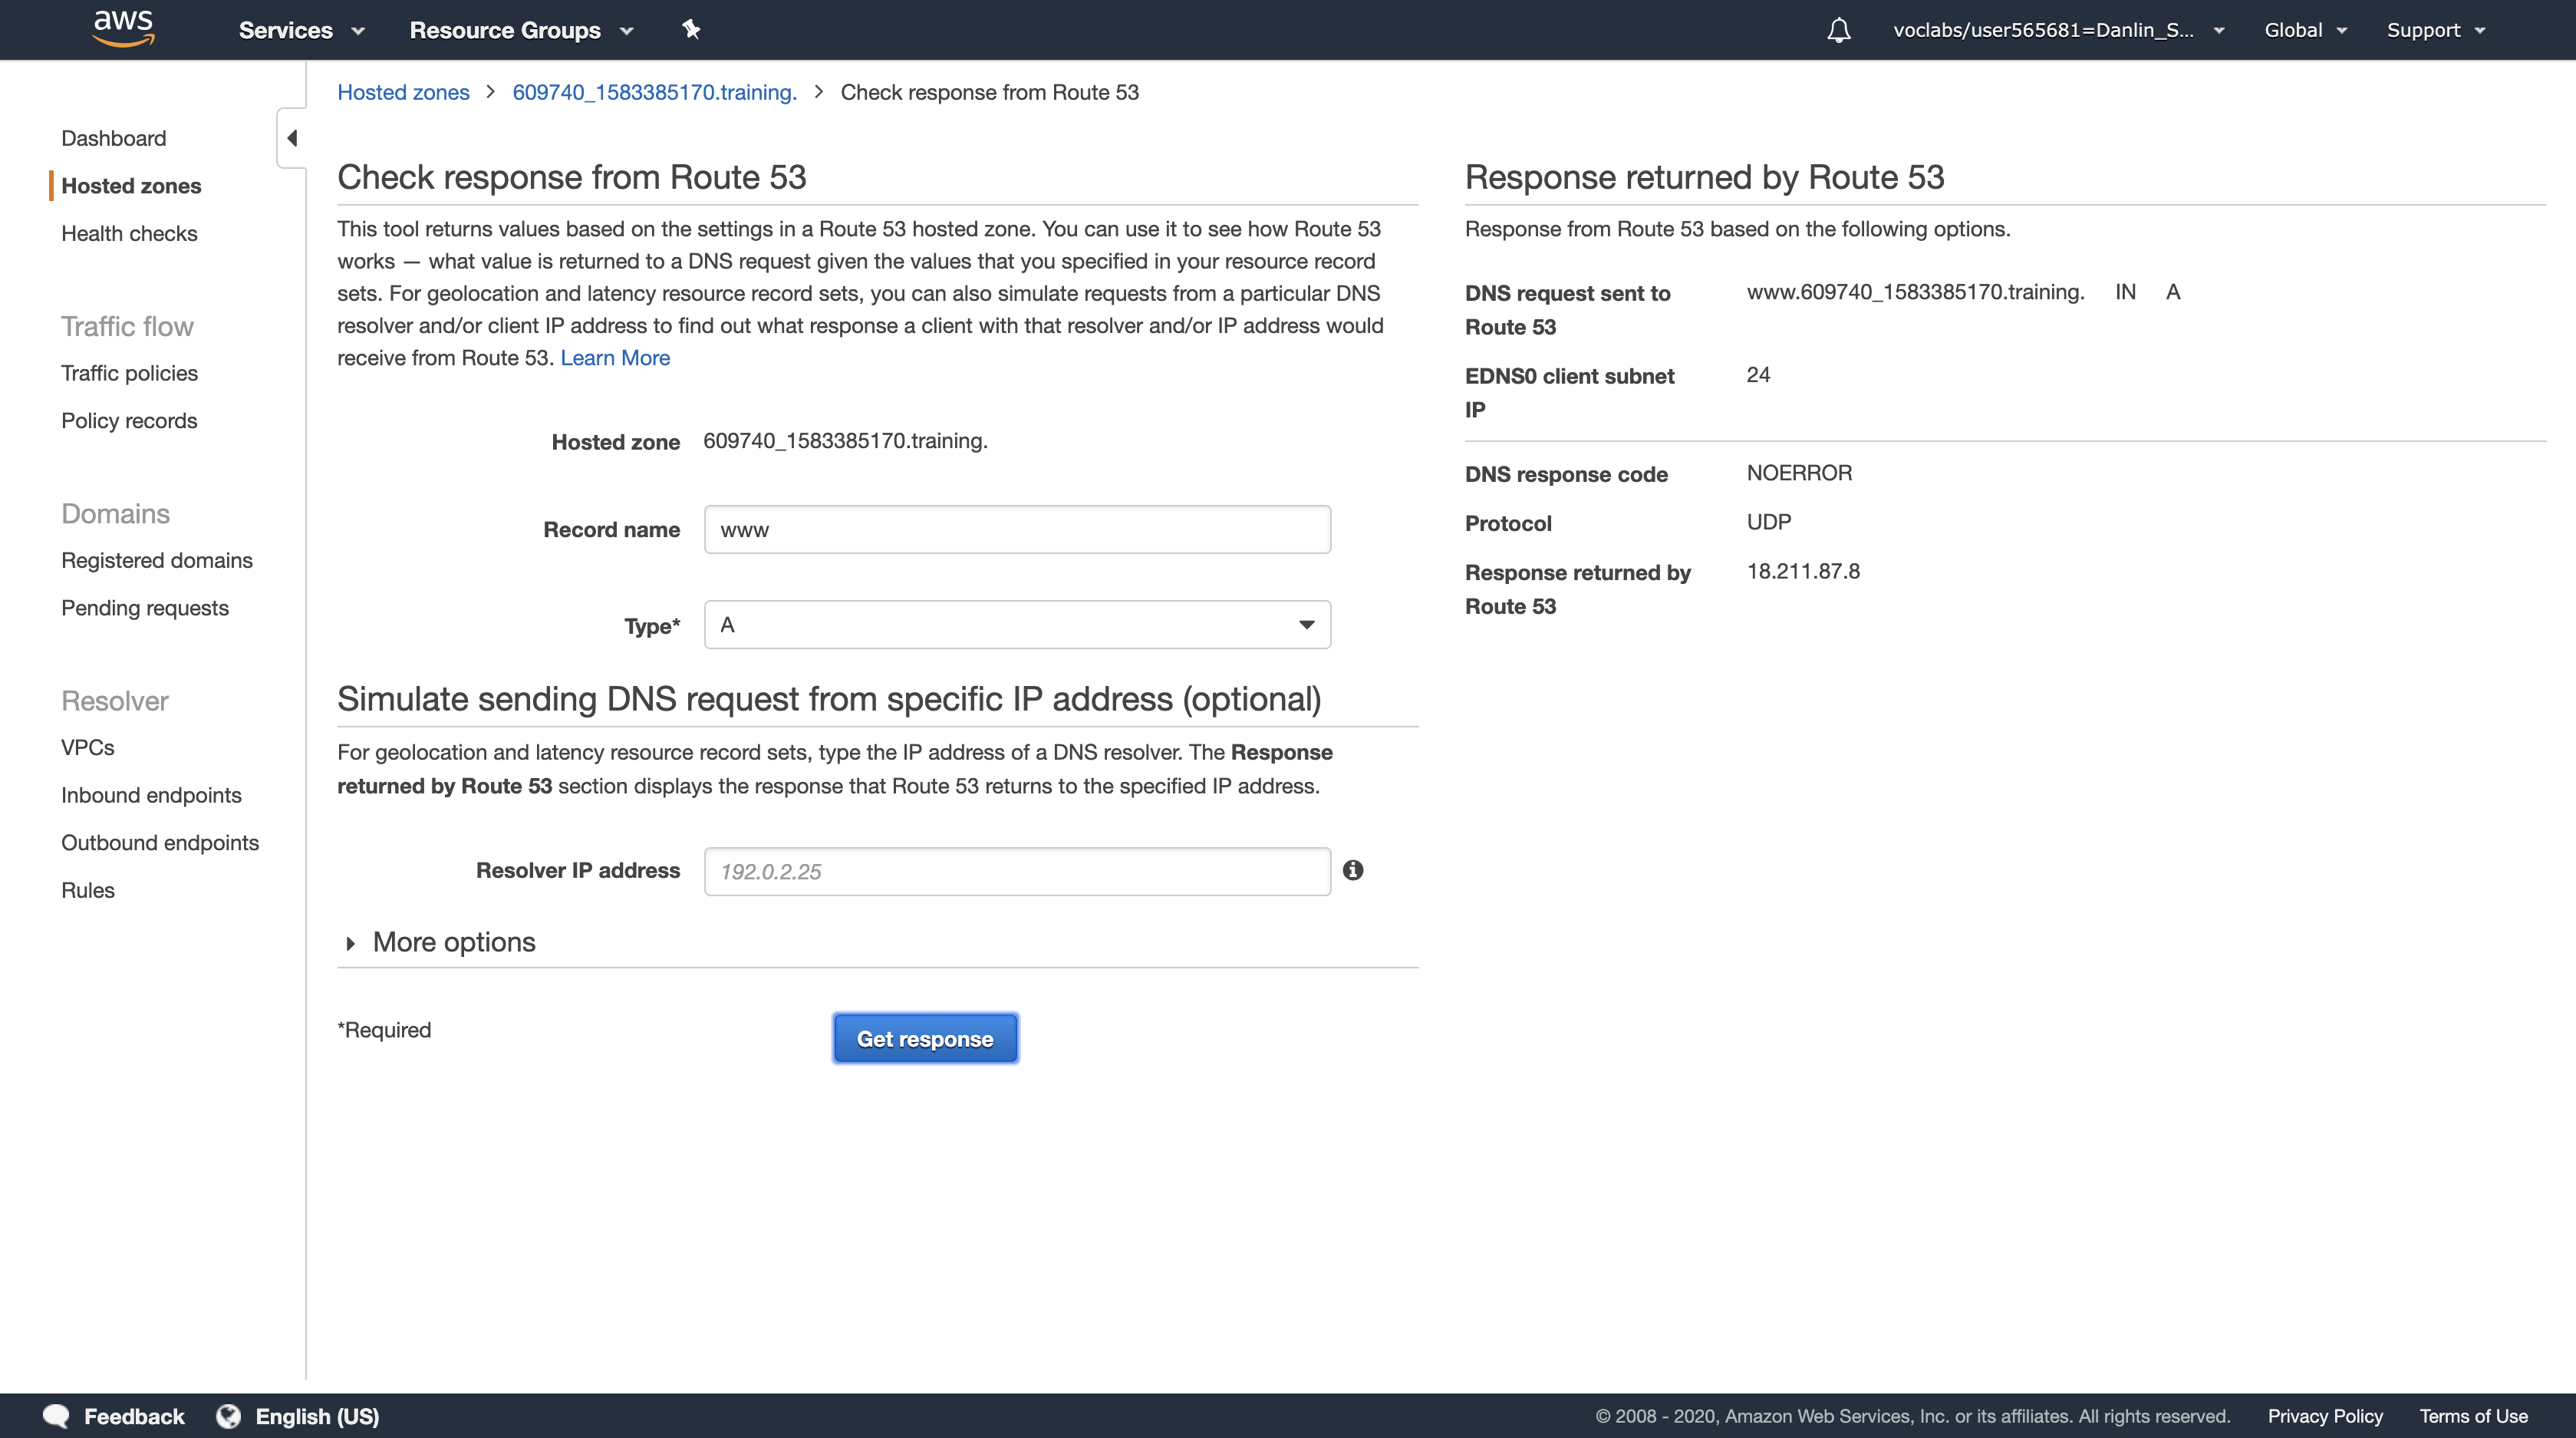 aws
Services
Resource Groups
voclabs/user565681=Danlin_S...
Global
Support
Hosted zones > 609740_1583385170.training. > Check response from Route 53
Dashboard
Hosted zones
Health checks
Traffic flow
Traffic policies
Policy records
Domains
Registered domains
Pending requests
Resolver
VPCs
Inbound endpoints
Outbound endpoints
Rules
Check response from Route 53
This tool returns values based on the settings in a Route 53 hosted zone. You can use it to see how Route 53
works — what value is returned to a DNS request given the values that you specified in your resource record
sets. For geolocation and latency resource record sets, you can also simulate requests from a particular DNS
resolver and/or client IP address to find out what response a client with that resolver and/or IP address would
receive from Route 53. Learn More
Hosted zone 609740_1583385170.training.
Record name www
Type* A
Simulate sending DNS request from specific IP address (optional)
For geolocation and latency resource record sets, type the IP address of a DNS resolver. The Response
returned by Route 53 section displays the response that Route 53 returns to the specified IP address.
Resolver IP address 192.0.2.25
More options
*Required
Get response
Response returned by Route 53
Response from Route 53 based on the following options.
DNS request sent to www.609740_1583385170.training. IN A
Route 53
EDNS0 client subnet 24
IP
DNS response code NOERROR
Protocol UDP
Response returned by 18.211.87.8
Route 53
Feedback
English (US)
© 2008 - 2020, Amazon Web Services, Inc. or its affiliates. All rights reserved.
Privacy Policy
Terms of Use